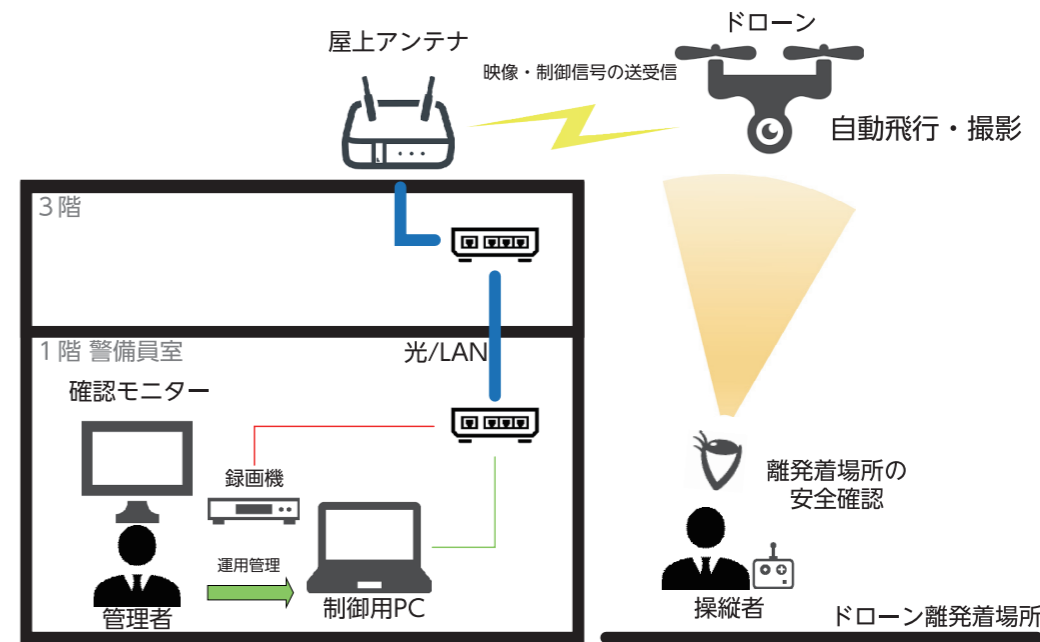 ドローン
屋上アンテナ
映像・制御信号の送受信
自動飛行・撮影
3階
1階 警備員室
光/LAN
確認モニター
録画機
離発着場所の
安全確認
運用管理
管理者
制御用PC
操縦者
ドローン離発着場所